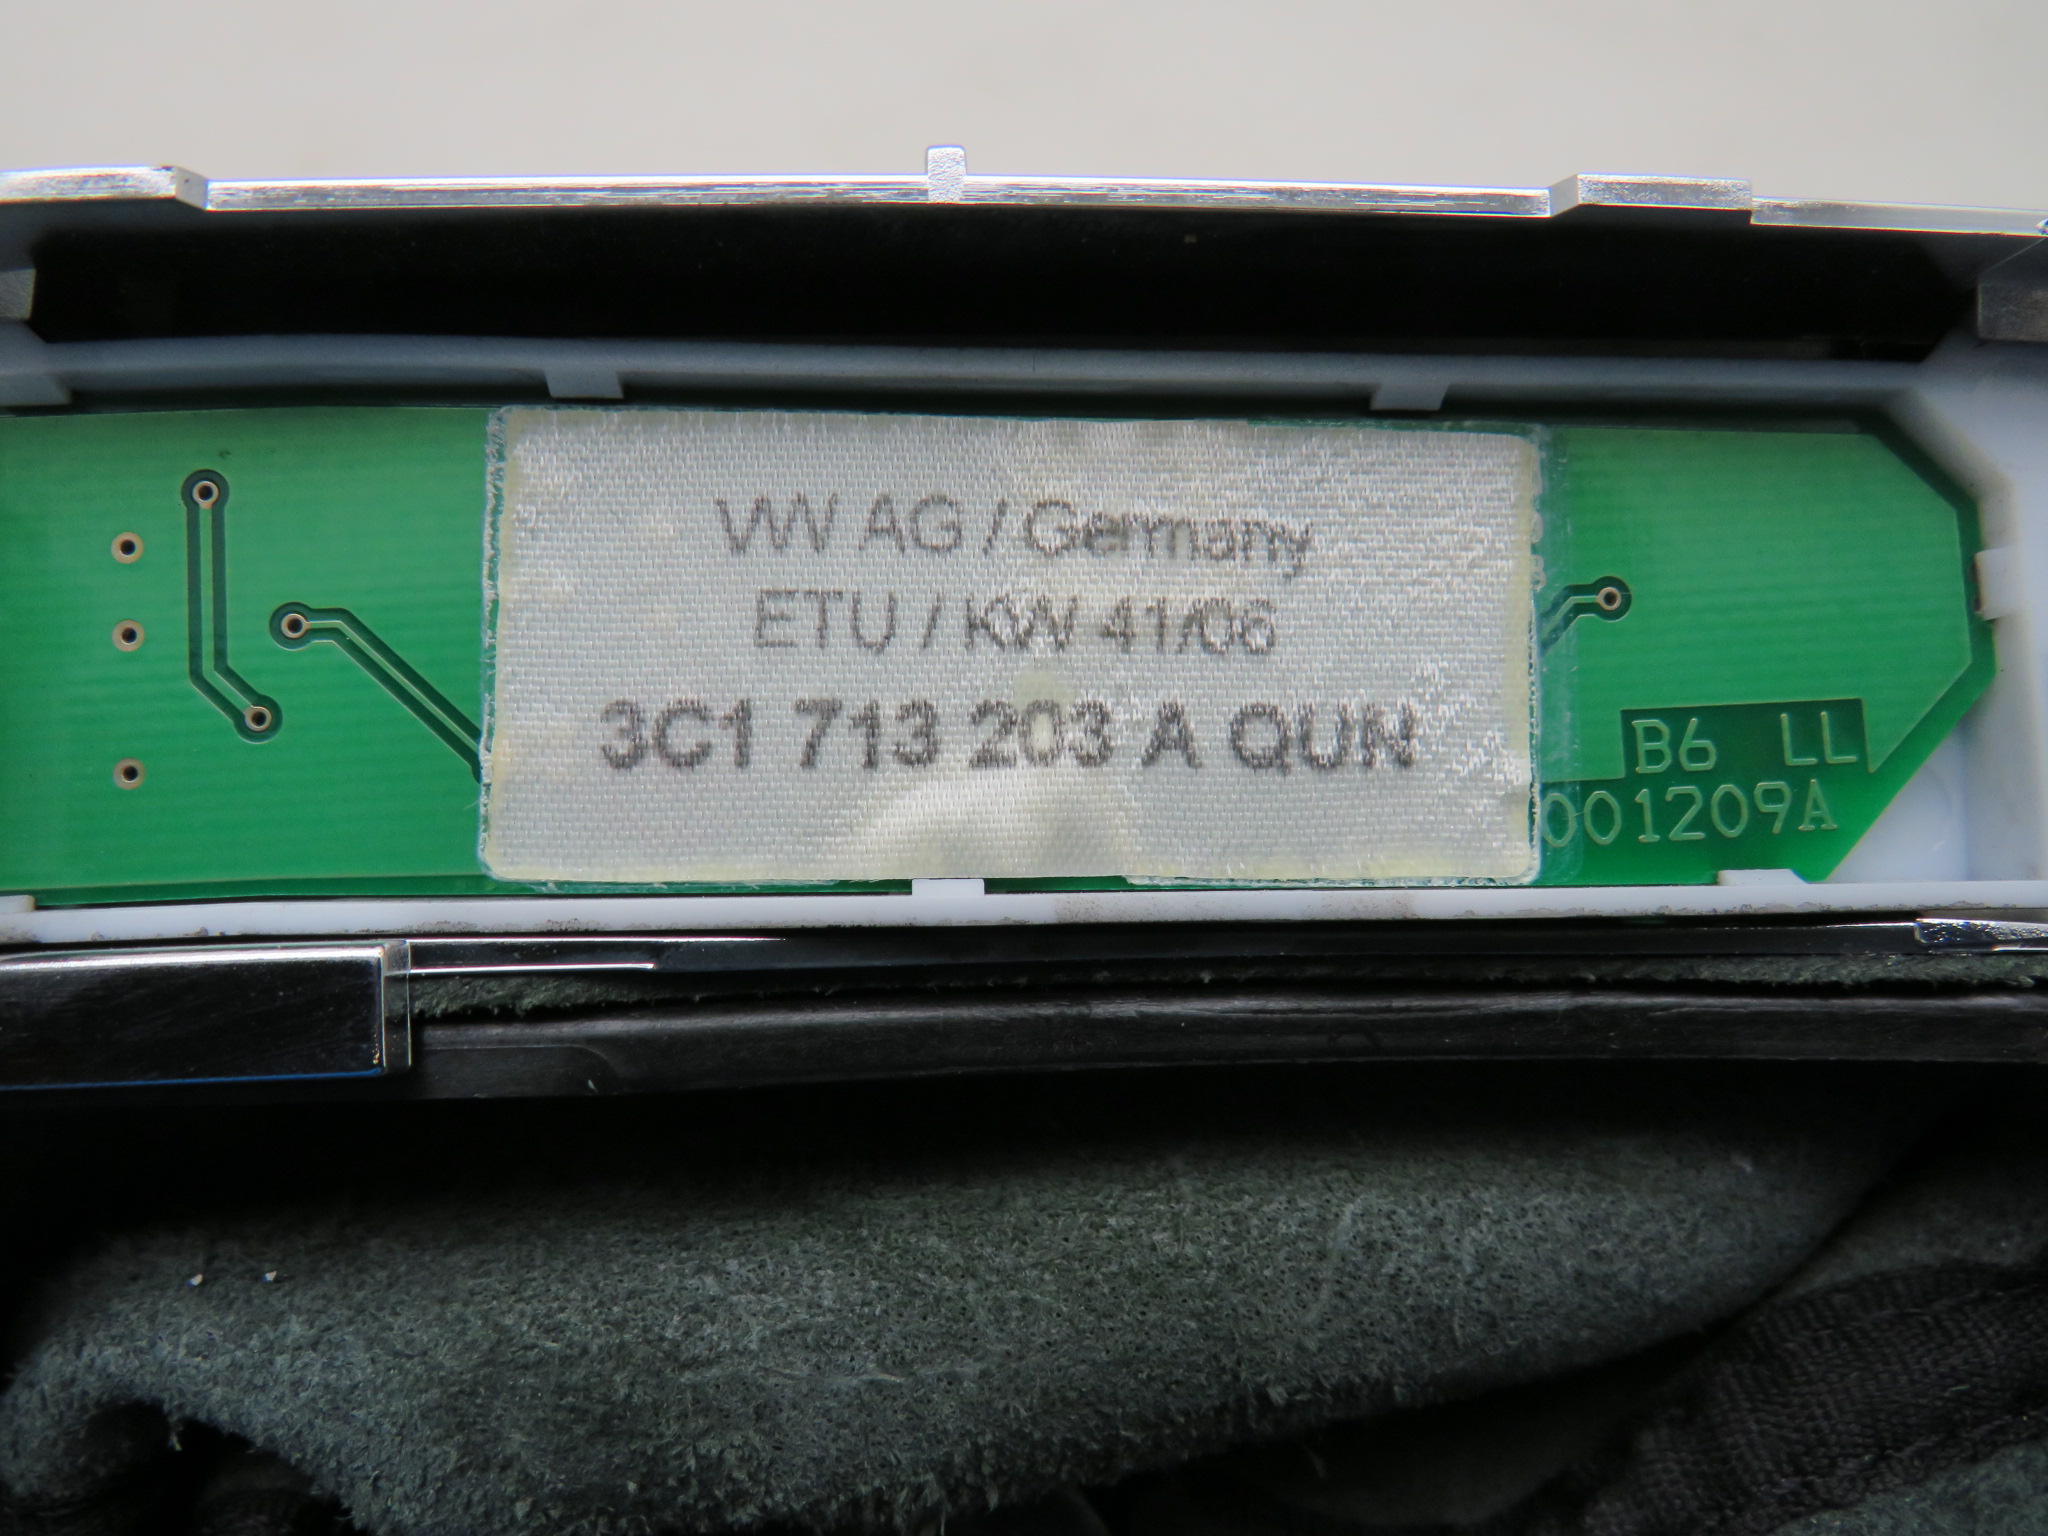 VW AG / Germany
ETU / KW 41/06
3C1 713 203 A QUN
B6 LL
001209A